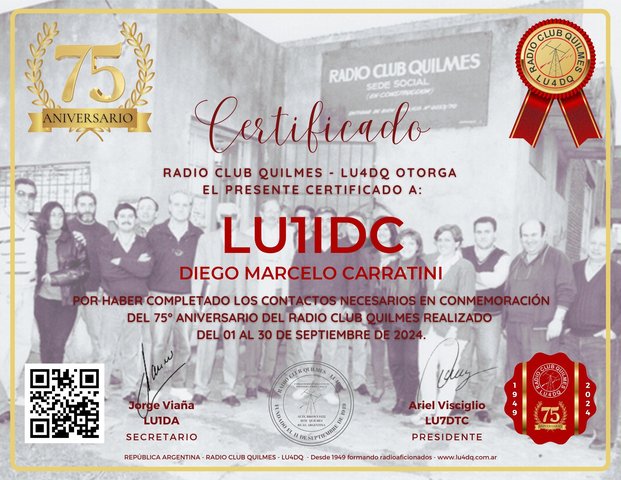 75
ANIVERSARIO
RADIO CLUB QUILMES
SEDE SOCIAL
(EN CONSTRUCCION)
RADIO CLUB QUILMES
LU4DQ
Certificado
RADIO CLUB QUILMES - LU4DQ OTORGA
EL PRESENTE CERTIFICADO A:
LU1IDC
DIEGO MARCELO CARRATINI
POR HABER COMPLETADO LOS CONTACTOS NECESARIOS EN CONMEMORACIÓN
DEL 75° ANIVERSARIO DEL RADIO CLUB QUILMES REALIZADO
DEL 01 AL 30 DE SEPTIEMBRE DE 2024.
Jorge Viaña
LU1DA
SECRETARIO
RADIO CLUB QUILMES - LU4DQ
FUNDADO EL 11 DE SEPTIEMBRE DE 1949
Ariel Visciglio
LU7DTC
PRESIDENTE
1949
RADIO CLUB QUILMES
LU4DQ
75
ANIVERSARIO
2024
REPÚBLICA ARGENTINA - RADIO CLUB QUILMES - LU4DQ - Desde 1949 formando radioaficionados - www.lu4dq.com.ar